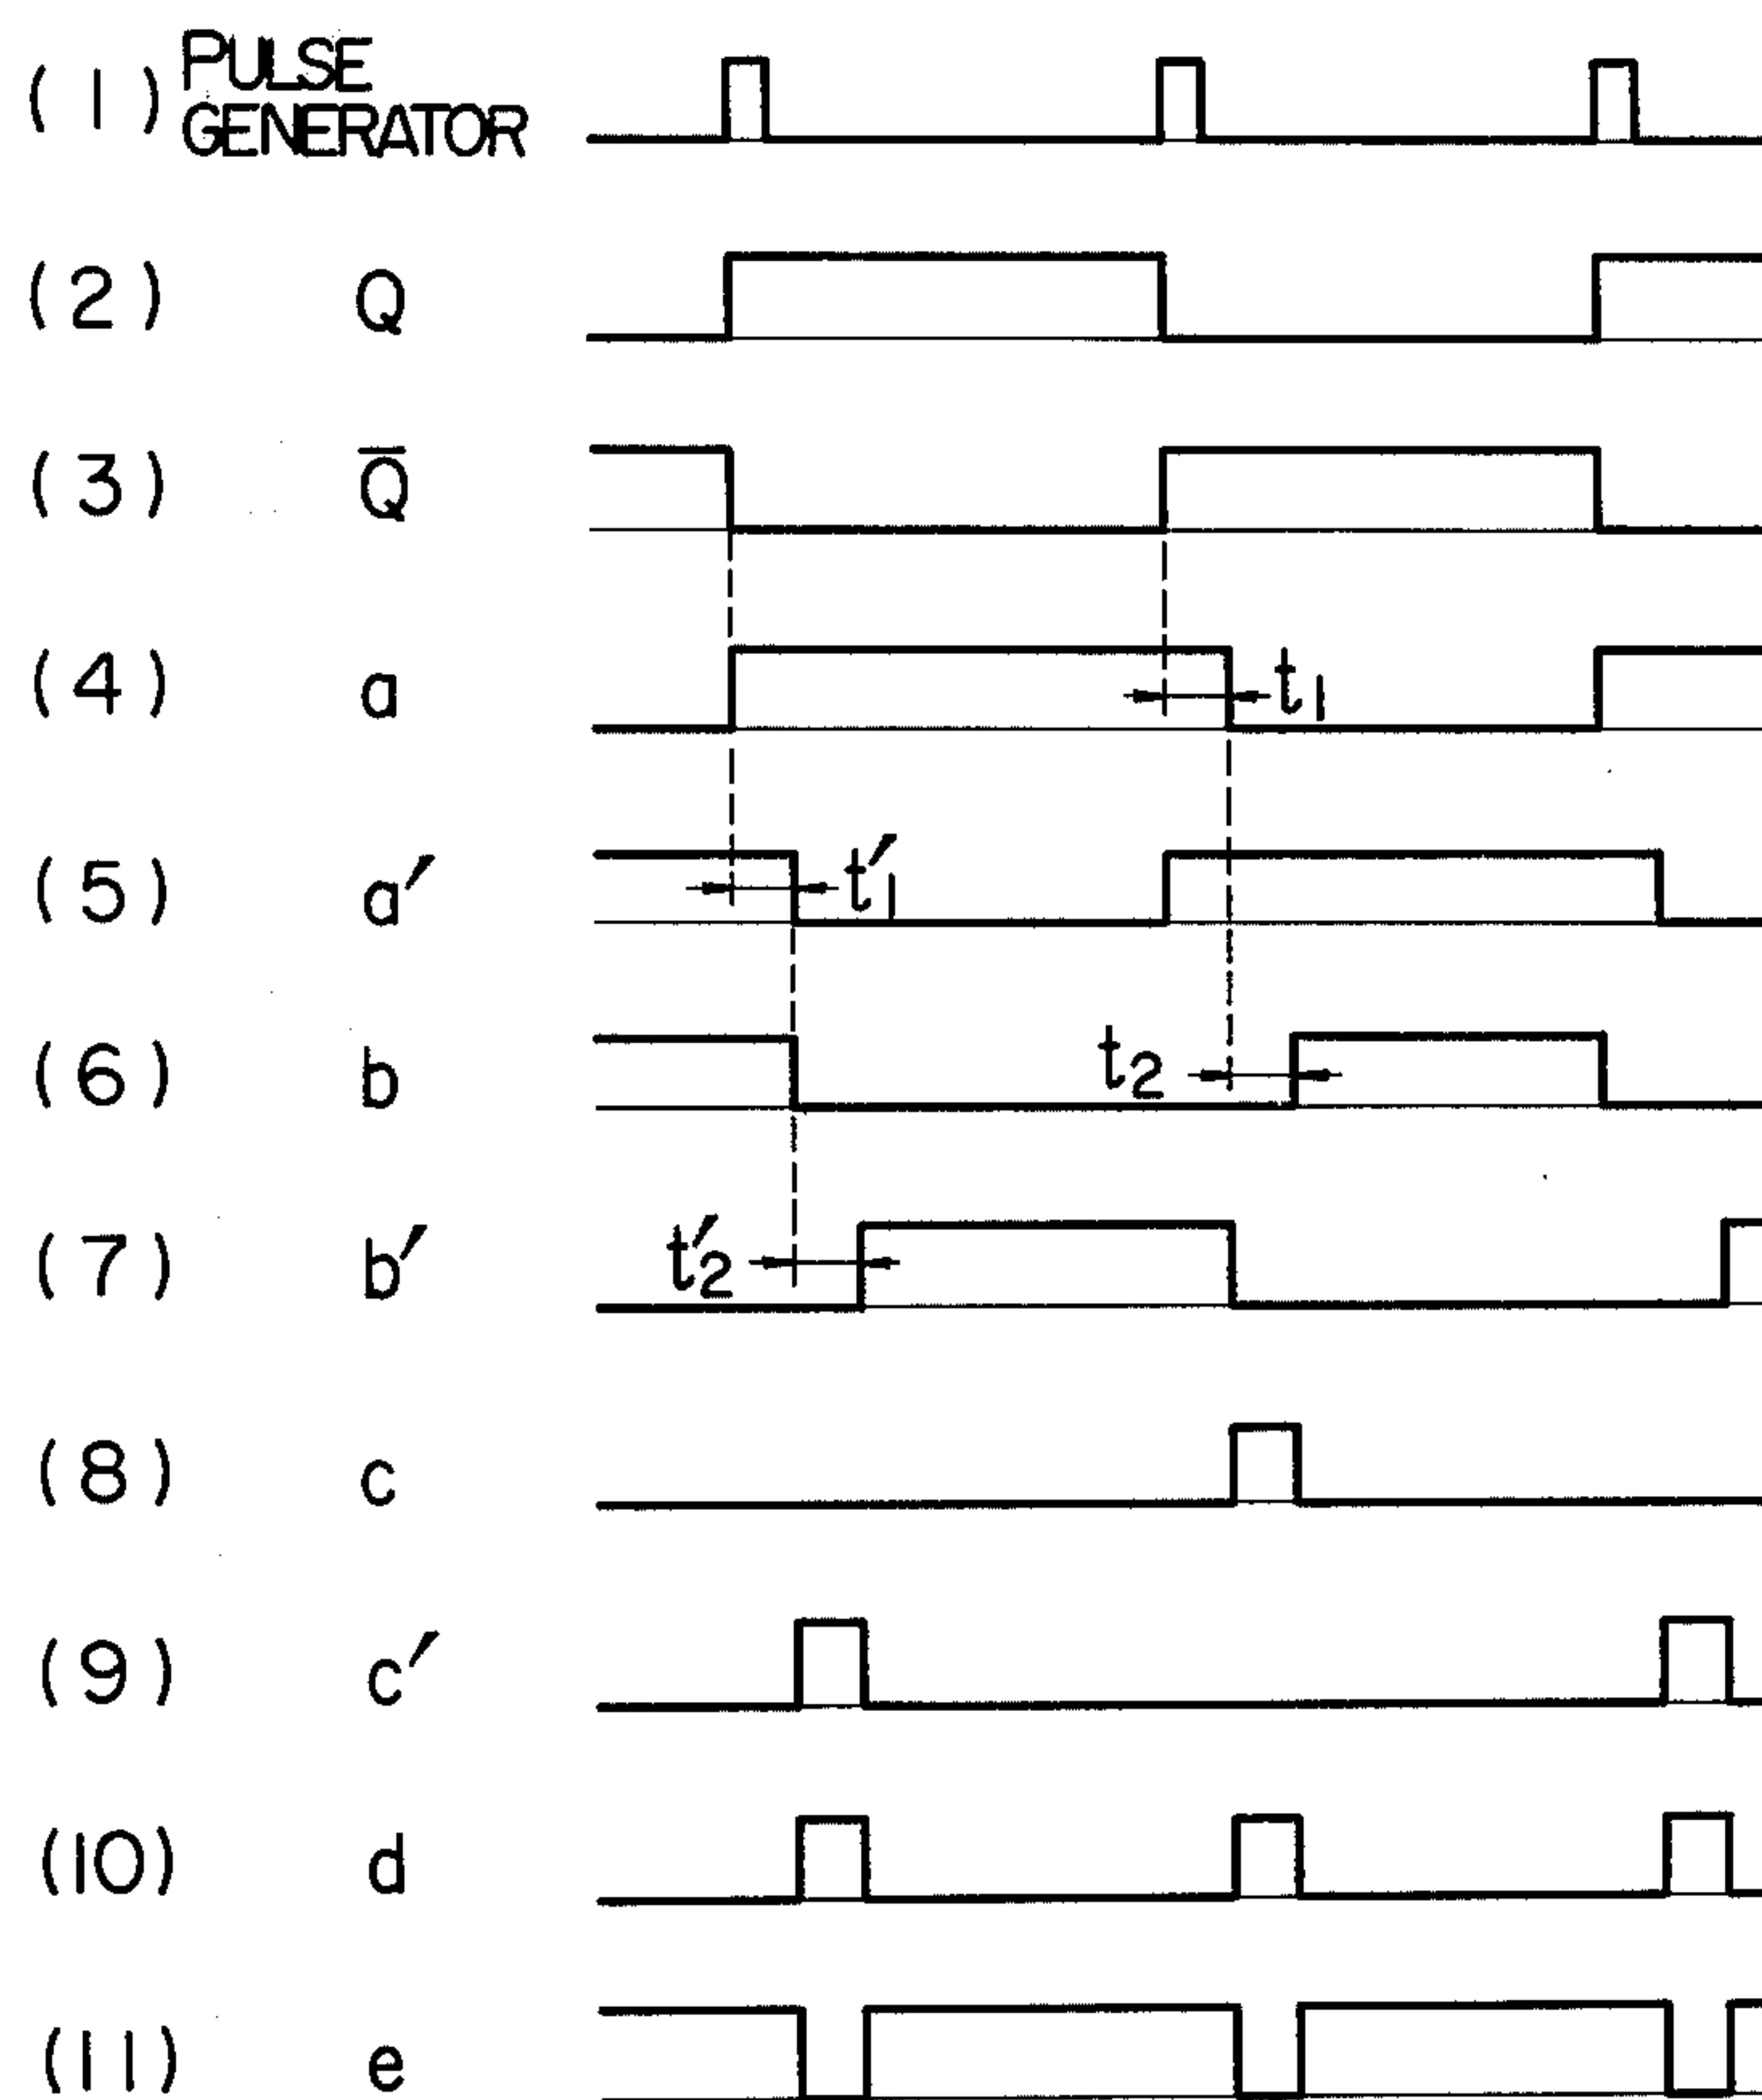 (1) PULSE
GENERATOR
(2) Q
(3) Q̅
(4) a t₁
(5) a′ t′₁
(6) b t₂
(7) b′ t′₂
(8) c
(9) c′
(10) d
(11) e